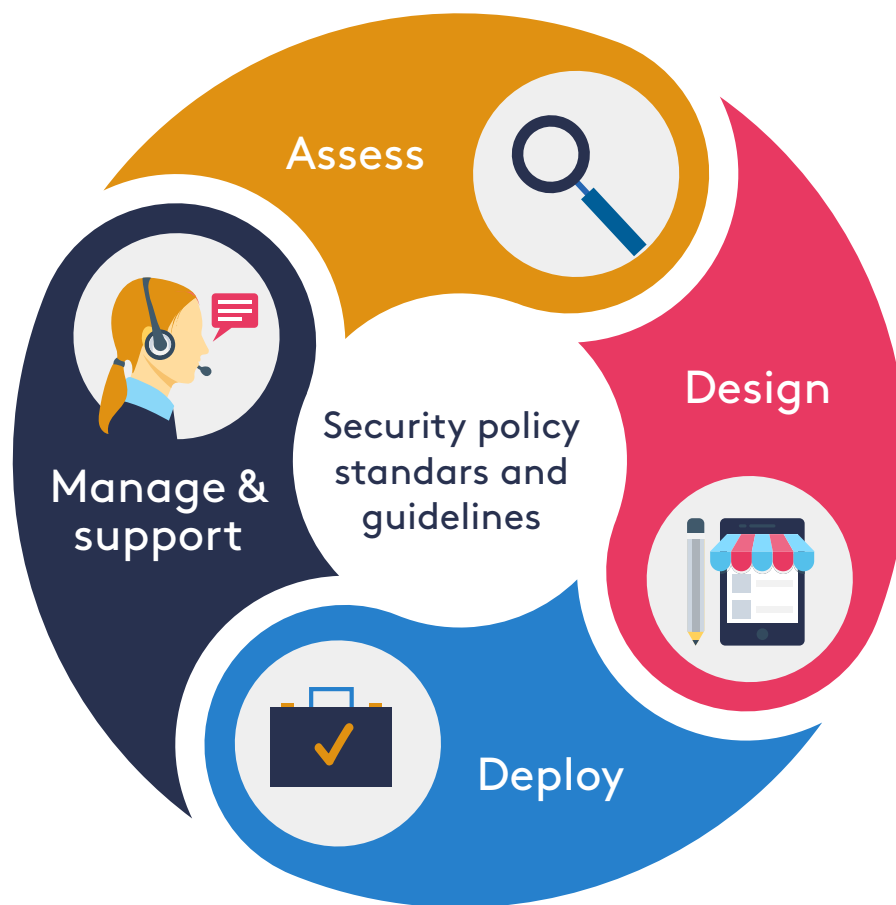 Assess
Design
Security policy
standars and
guidelines
Manage &
support
Deploy